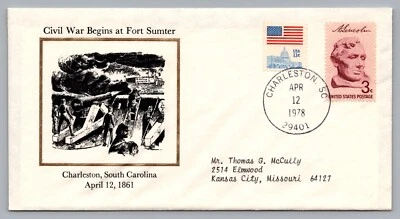 Civil War Begins at Fort Sumter
Charleston, South Carolina
April 12, 1861
USA
13c
A. Lincoln
3¢
UNITED STATES POSTAGE
CHARLESTON, SC
APR
12
1978
29401
Mr. Thomas G. McCully
2514 Elmwood
Kansas City, Missouri 64127